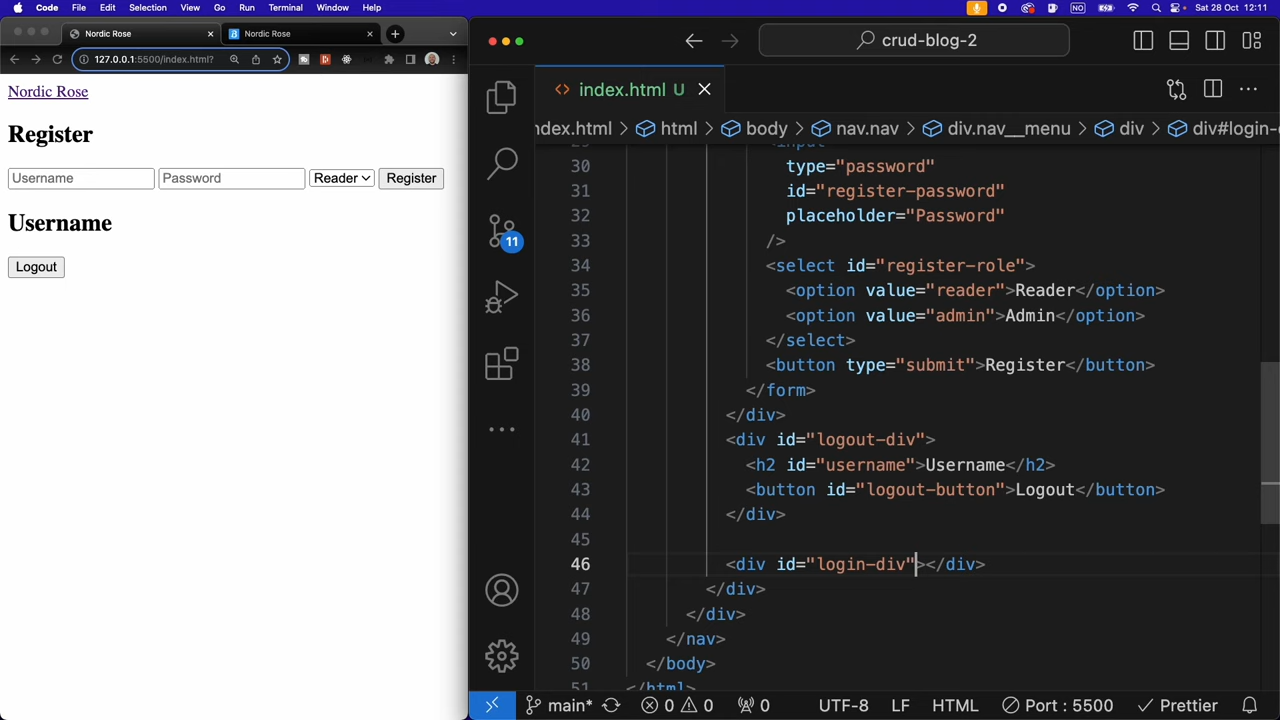 Code File Edit Selection View Go Run Terminal Window Help NO Sat 28 Oct 12:11
Nordic Rose
Nordic Rose
127.0.0.1:5500/index.html?
Nordic Rose
Register
Username Password Reader Register
Username
Logout
crud-blog-2
index.html U
ndex.html > html > body > nav.nav > div.nav__menu > div > div#login-
11
29 <input
30 type="password"
31 id="register-password"
32 placeholder="Password"
33 />
34 <select id="register-role">
35 <option value="reader">Reader</option>
36 <option value="admin">Admin</option>
37 </select>
38 <button type="submit">Register</button>
39 </form>
40 </div>
41 <div id="logout-div">
42 <h2 id="username">Username</h2>
43 <button id="logout-button">Logout</button>
44 </div>
45
46 <div id="login-div"></div>
47 </div>
48 </div>
49 </nav>
50 </body>
51 </html>
main* 0 0 0 UTF-8 LF HTML Port : 5500 Prettier